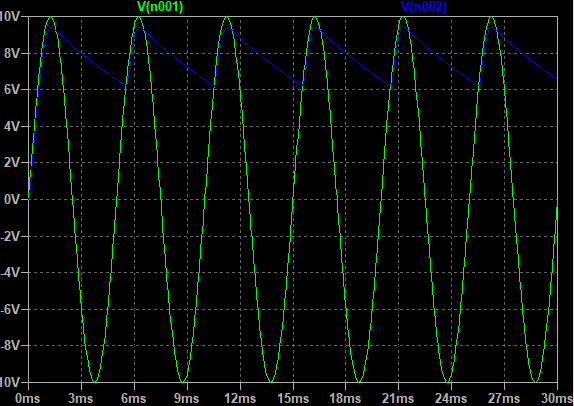 V(n001) V(n002)
10V
8V
6V
4V
2V
0V
-2V
-4V
-6V
-8V
10V
0ms 3ms 6ms 9ms 12ms 15ms 18ms 21ms 24ms 27ms 30ms